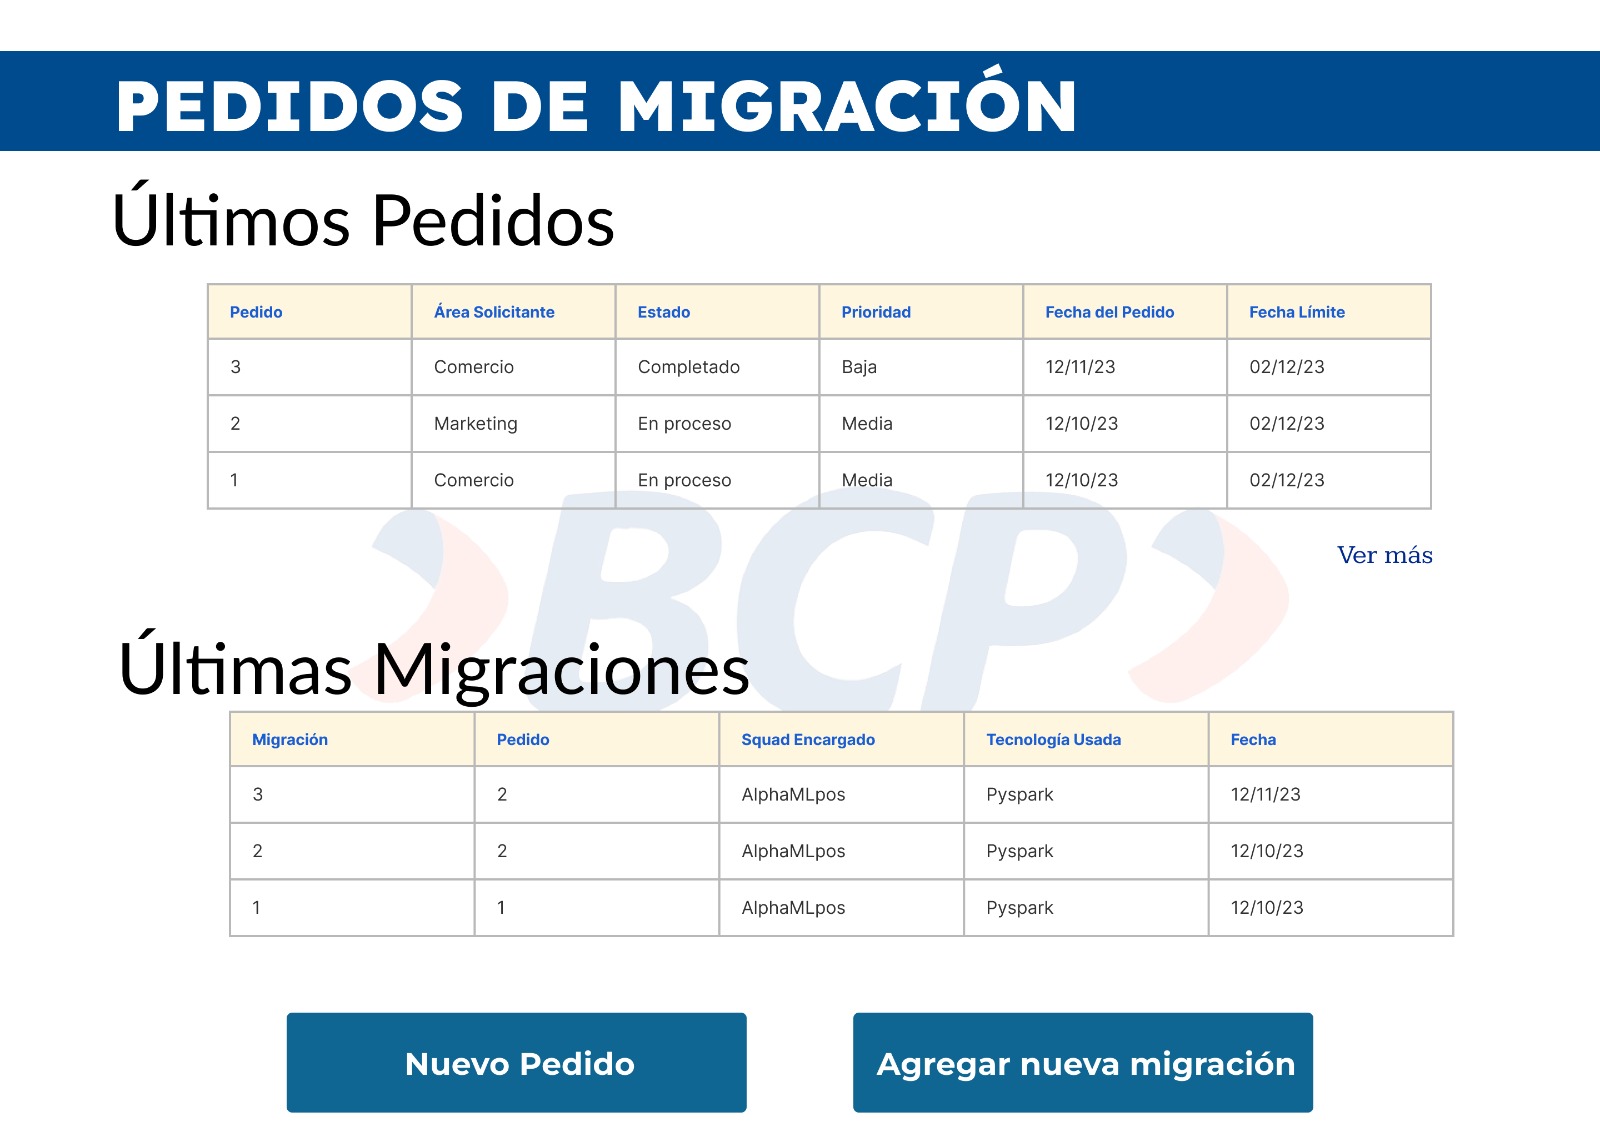 PEDIDOS DE MIGRACIÓN
Últimos Pedidos
Pedido Área Solicitante Estado Prioridad Fecha del Pedido Fecha Límite
3 Comercio Completado Baja 12/11/23 02/12/23
2 Marketing En proceso Media 12/10/23 02/12/23
1 Comercio En proceso Media 12/10/23 02/12/23
BCP
Ver más
Últimas Migraciones
Migración Pedido Squad Encargado Tecnología Usada Fecha
3 2 AlphaMLpos Pyspark 12/11/23
2 2 AlphaMLpos Pyspark 12/10/23
1 1 AlphaMLpos Pyspark 12/10/23
Nuevo Pedido Agregar nueva migración